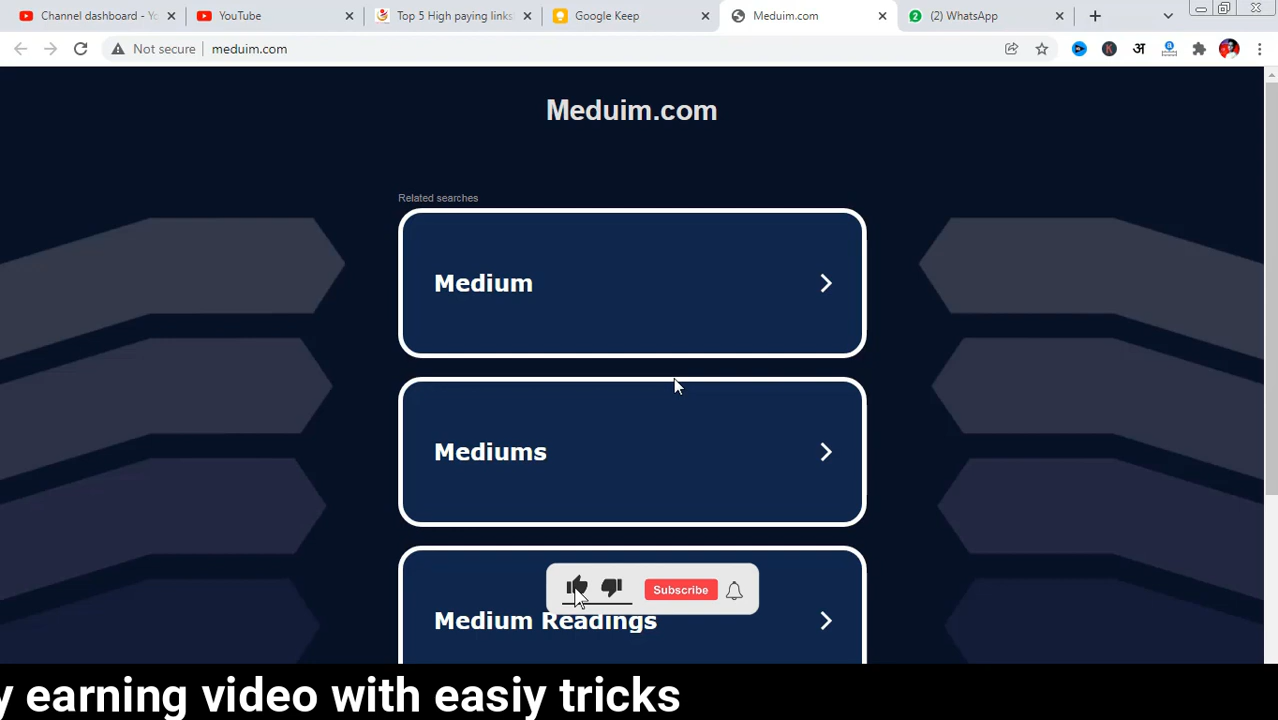 Channel dashboard - Yo
YouTube
Top 5 High paying links
Google Keep
Meduim.com
(2) WhatsApp
Not secure
meduim.com
Meduim.com
Related searches
Medium
Mediums
Subscribe
Medium Readings
y earning video with easiy tricks